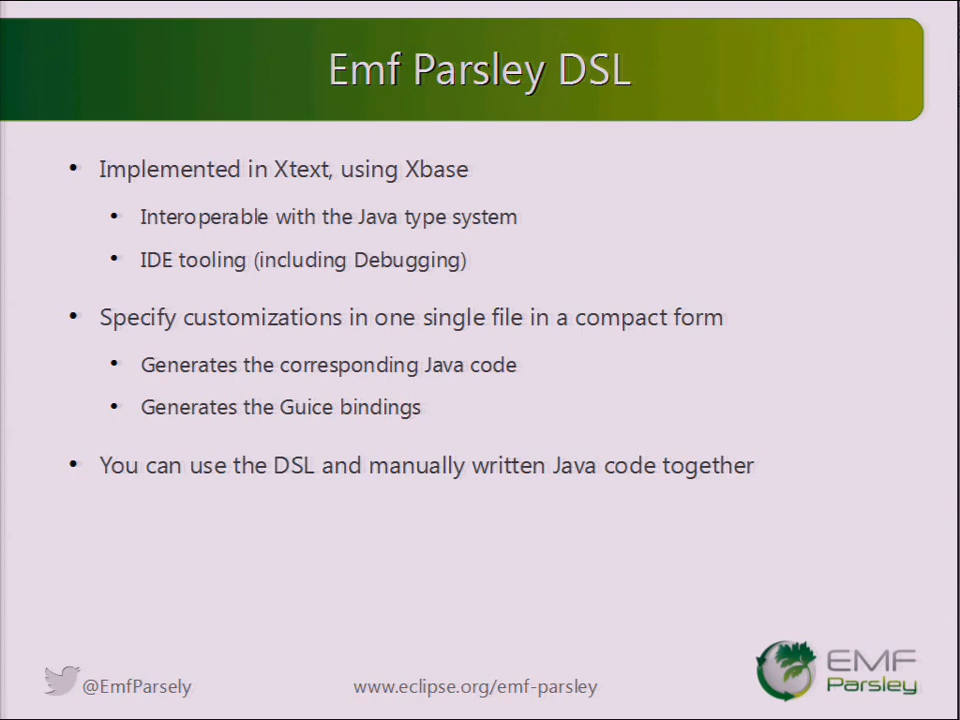 Emf Parsley DSL
• Implemented in Xtext, using Xbase
• Interoperable with the Java type system
• IDE tooling (including Debugging)
• Specify customizations in one single file in a compact form
• Generates the corresponding Java code
• Generates the Guice bindings
• You can use the DSL and manually written Java code together
@EmfParsely
www.eclipse.org/emf-parsley
EMF
Parsley